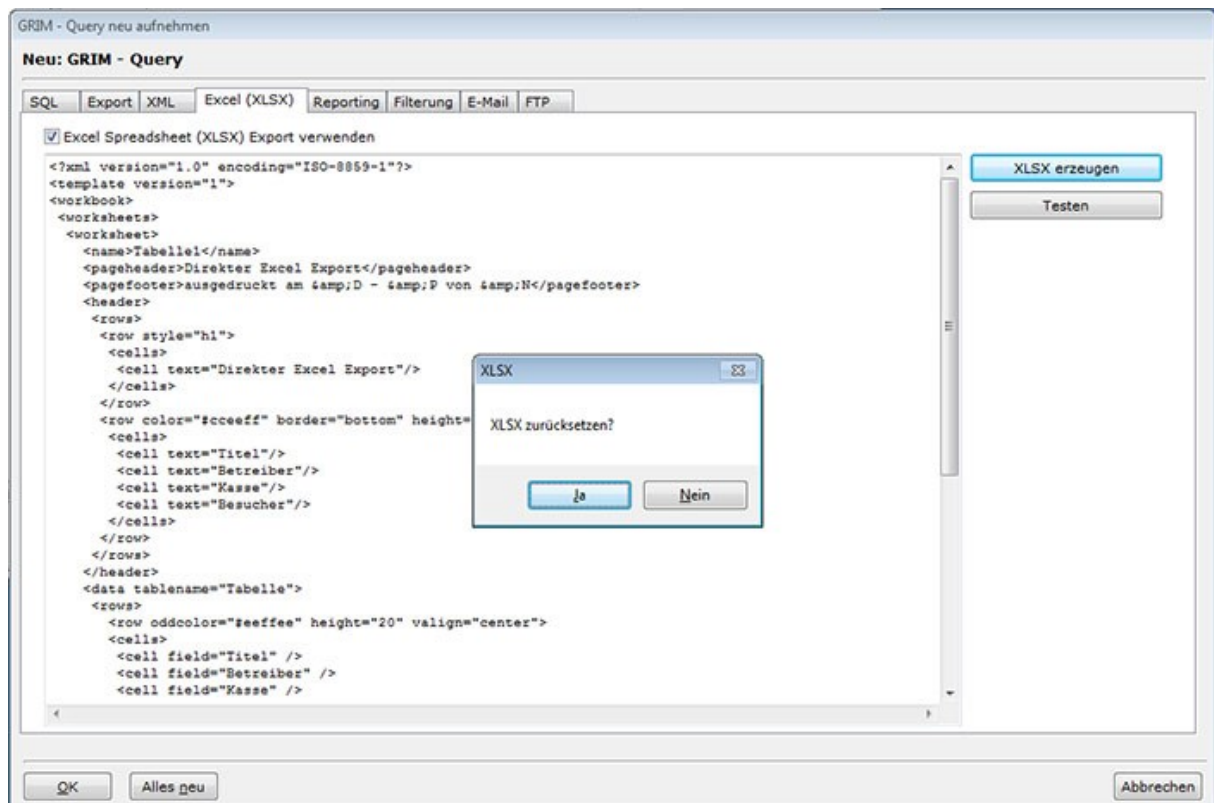 GRIM - Query neu aufnehmen
Neu: GRIM - Query
SQL Export XML Excel (XLSX) Reporting Filterung E-Mail FTP
Excel Spreadsheet (XLSX) Export verwenden
<?xml version="1.0" encoding="ISO-8859-1"?>
<template version="1">
<workbook>
<worksheets>
<worksheet>
<name>Tabelle1</name>
<pageheader>Direkter Excel Export</pageheader>
<pagefooter>ausgedruckt am &amp;D - &amp;P von &amp;N</pagefooter>
<header>
<rows>
<row style="h1">
<cells>
<cell text="Direkter Excel Export"/>
</cells>
</row>
<row color="#cceeff" border="bottom" height=
<cells>
<cell text="Titel"/>
<cell text="Betreiber"/>
<cell text="Kasse"/>
<cell text="Besucher"/>
</cells>
</row>
</rows>
</header>
<data tablename="Tabelle">
<rows>
<row oddcolor="#eeffee" height="20" valign="center">
<cells>
<cell field="Titel" />
<cell field="Betreiber" />
<cell field="Kasse" />
XLSX erzeugen
Testen
XLSX
XLSX zurücksetzen?
Ja Nein
OK Alles neu Abbrechen